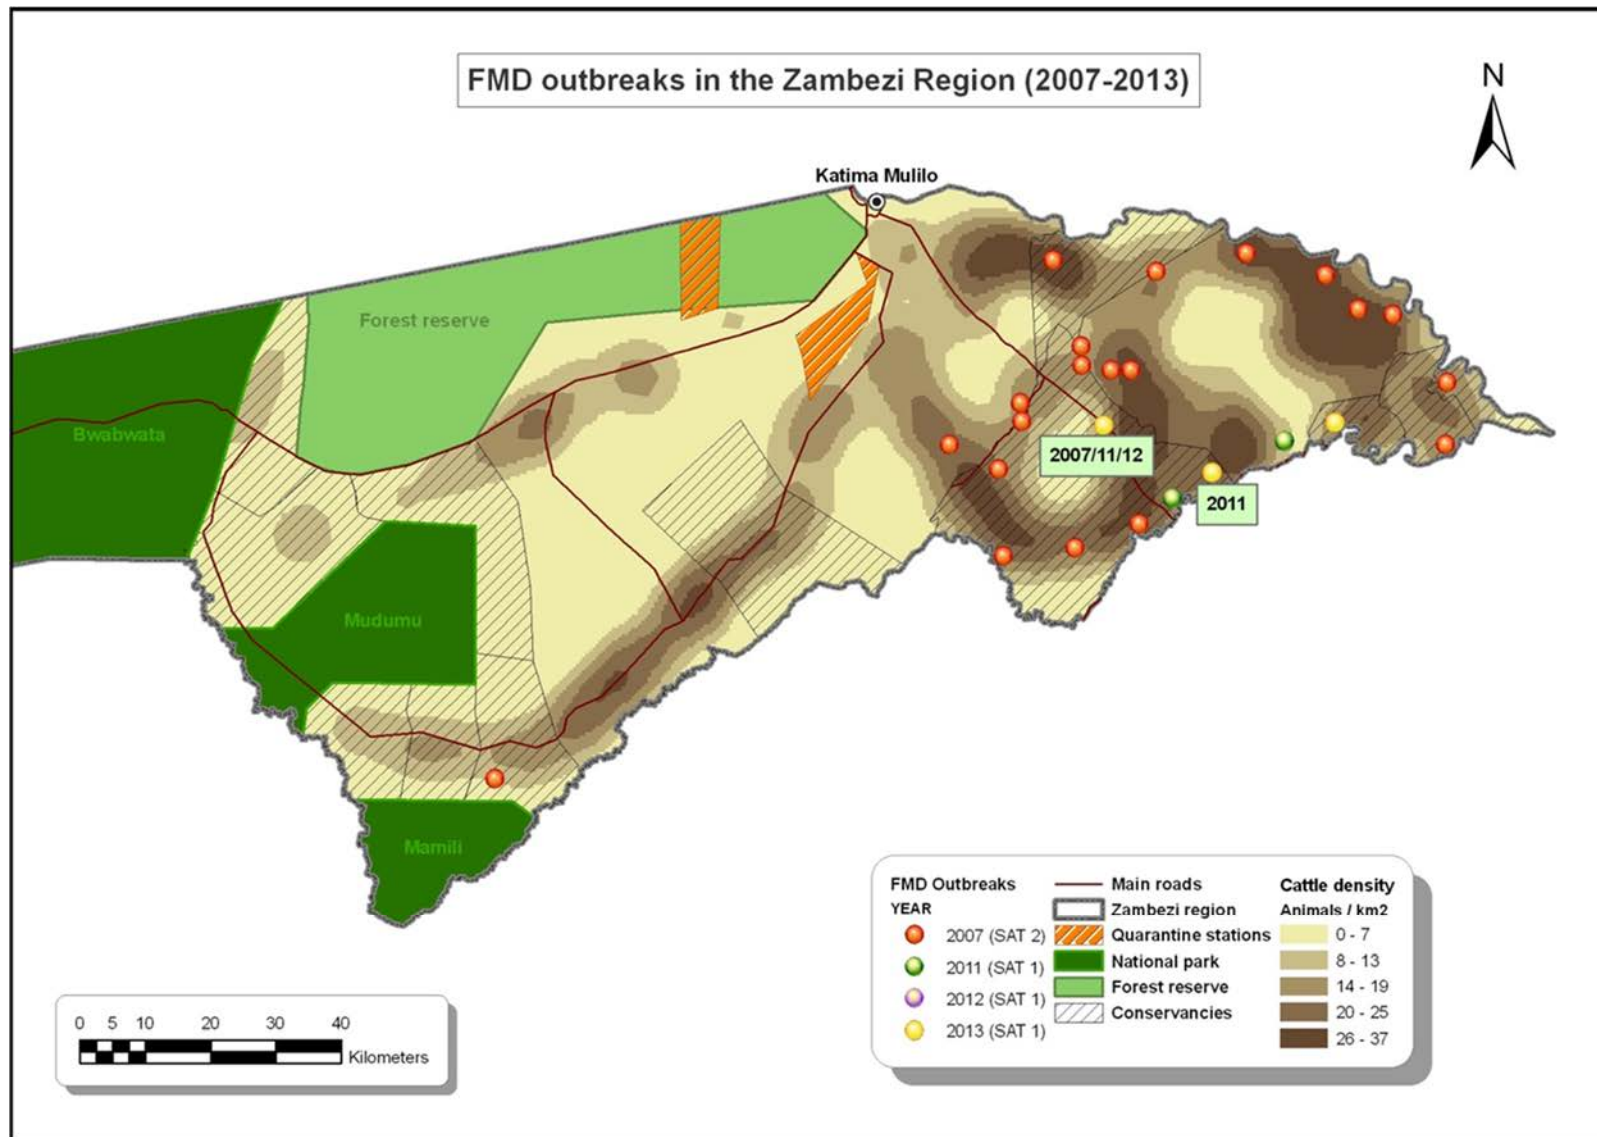 FMD outbreaks in the Zambezi Region (2007-2013)
N
Katima Mulilo
Forest reserve
Bwabwata
2007/11/12
2011
Mudumu
Mamili
FMD Outbreaks
YEAR
2007 (SAT 2)
2011 (SAT 1)
2012 (SAT 1)
2013 (SAT 1)
Main roads
Zambezi region
Quarantine stations
National park
Forest reserve
Conservancies
Cattle density
Animals / km2
0 - 7
8 - 13
14 - 19
20 - 25
26 - 37
0 5 10 20 30 40
Kilometers